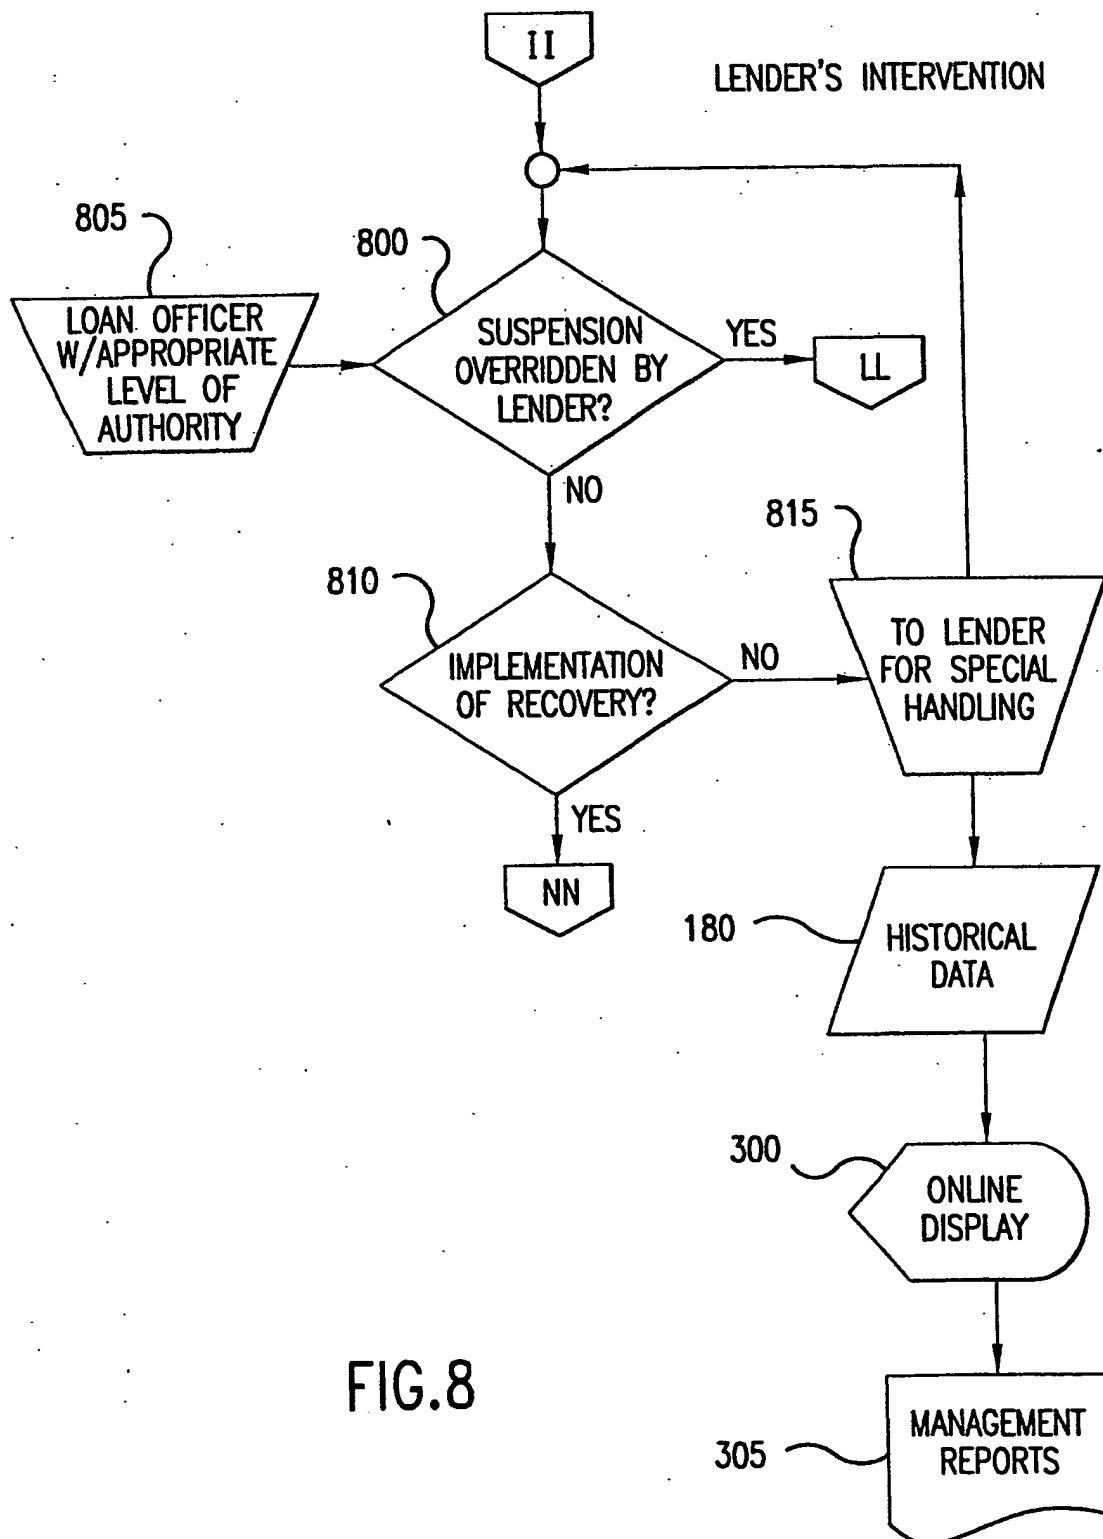 II
LENDER'S INTERVENTION
805
800
LOAN OFFICER
W/APPROPRIATE
LEVEL OF
AUTHORITY
SUSPENSION
OVERRIDDEN BY
LENDER?
YES
LL
NO
815
810
IMPLEMENTATION
OF RECOVERY?
NO
TO LENDER
FOR SPECIAL
HANDLING
YES
NN
180
HISTORICAL
DATA
300
ONLINE
DISPLAY
FIG.8
305
MANAGEMENT
REPORTS